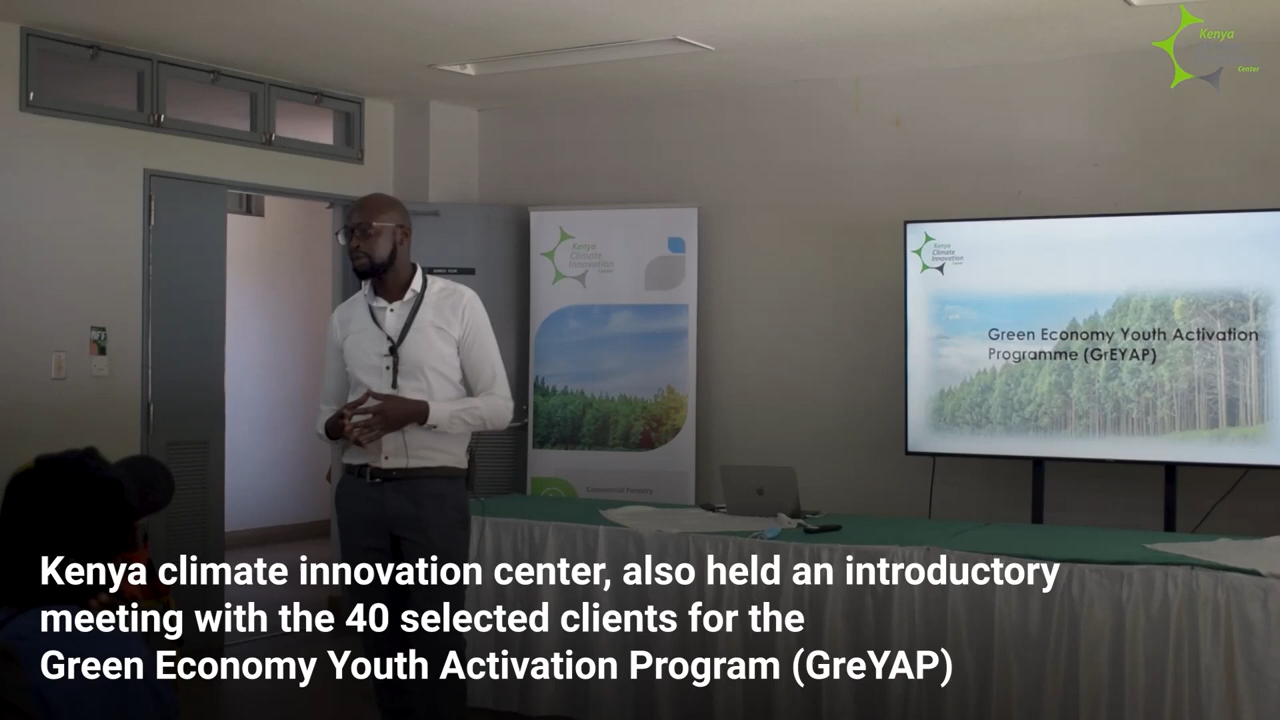 Kenya
Center
Kenya
Climate
Innovation
Center
Kenya
Climate
Innovation
Center
Green Economy Youth Activation
Programme (GrEYAP)
Commercial Forestry
Kenya climate innovation center, also held an introductory
meeting with the 40 selected clients for the
Green Economy Youth Activation Program (GreYAP)